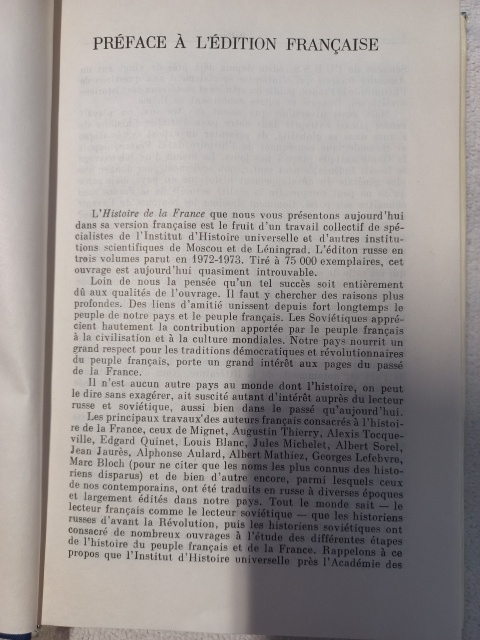 PRÉFACE À L'ÉDITION FRANÇAISE
L'Histoire de la France que nous vous présentons aujourd'hui
dans sa version française est le fruit d'un travail collectif de spé-
cialistes de l'Institut d'Histoire universelle et d'autres institu-
tions scientifiques de Moscou et de Léningrad. L'éditon russe en
trois volumes parut en 1972-1973. Tiré à 75 000 exemplaires, cet
ouvrage est aujourd'hui quasiment introuvable.
Loin de nous la pensée qu'un tel succès soit entièrement
dû aux qualités de l'ouvrage. Il faut y chercher des raisons plus
profondes. Des liens d'amitié unissent depuis fort longtemps le
peuple de notre pays et le peuple français. Les Soviétiques appré-
cient hautement la contribution apportée par le peuple français
à la civilisation et à la culture mondiales. Notre pays nourrit un
grand respect pour les traditions démocratiques et révolutionnaires
du peuple français, porte un grand intérêt aux pages du passé
de la France.
Il n'est aucun autre pays au monde dont l'histoire, on peut
le dire sans exagérer, ait suscité autant d'intérêt auprès du lecteur
russe et soviétique, aussi bien dans le passé qu'aujourd'hui.
Les principaux travaux des auteurs français consacrés à l'histoi-
re de la France, ceux de Mignet, Augustin Thierry, Alexis Tocque-
ville, Edgard Quinet, Louis Blanc, Jules Michelet, Albert Sorel,
Jean Jaurès, Alphonse Aulard, Albert Mathiez, Georges Lefebvre,
Marc Bloch (pour ne citer que les noms les plus connus des histo-
riens disparus) et de bien d'autre encore, parmi lesquels ceux
de nos contemporains, ont été traduits en russe à diverses époques
et largement édités dans notre pays. Tout le monde sait — le
lecteur français comme le lecteur soviétique — que les historiens
russes d'avant la Révolution, puis les historiens soviétiques ont
consacré de nombreux ouvrages à l'étude des différentes étapes
de l'histoire du peuple français et de la France. Rappelons à ce
propos que l'Institut d'Histoire universelle près l'Académie des